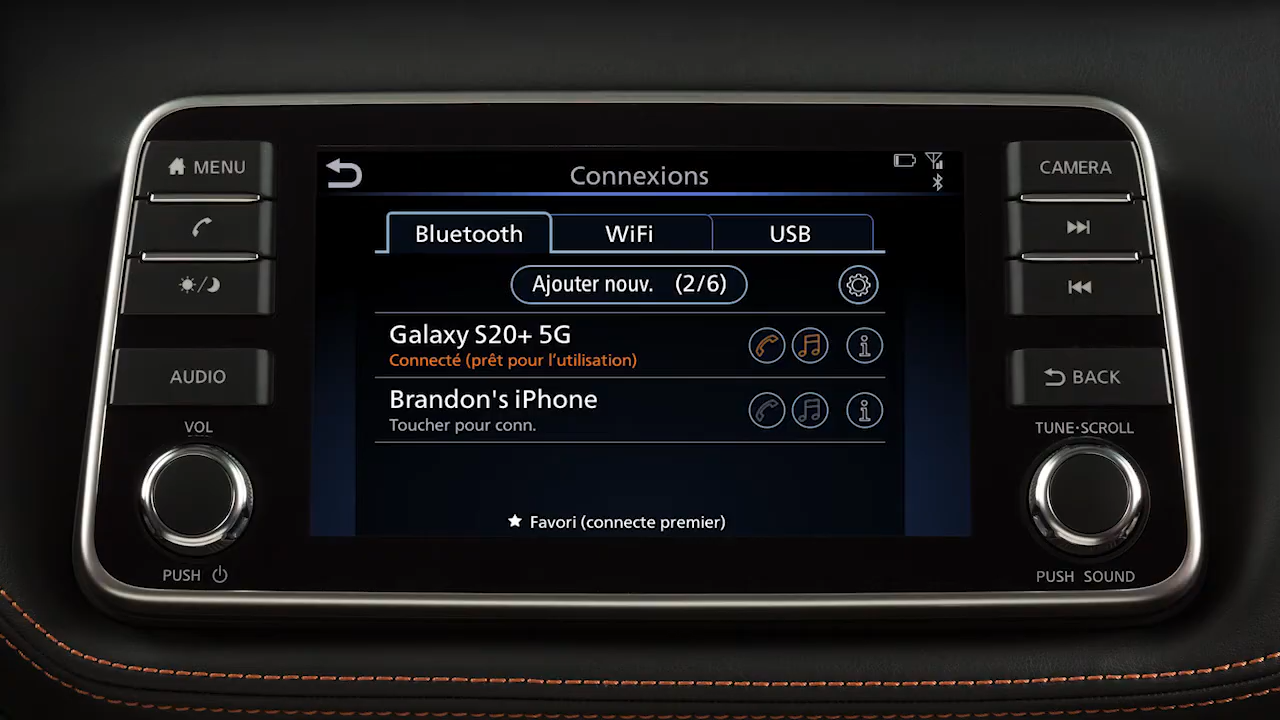 MENU
CAMERA
AUDIO
BACK
VOL
TUNE·SCROLL
PUSH
PUSH SOUND
Connexions
Bluetooth
WiFi
USB
Ajouter nouv. (2/6)
Galaxy S20+ 5G
Connecté (prêt pour l'utilisation)
Brandon's iPhone
Toucher pour conn.
★ Favori (connecte premier)